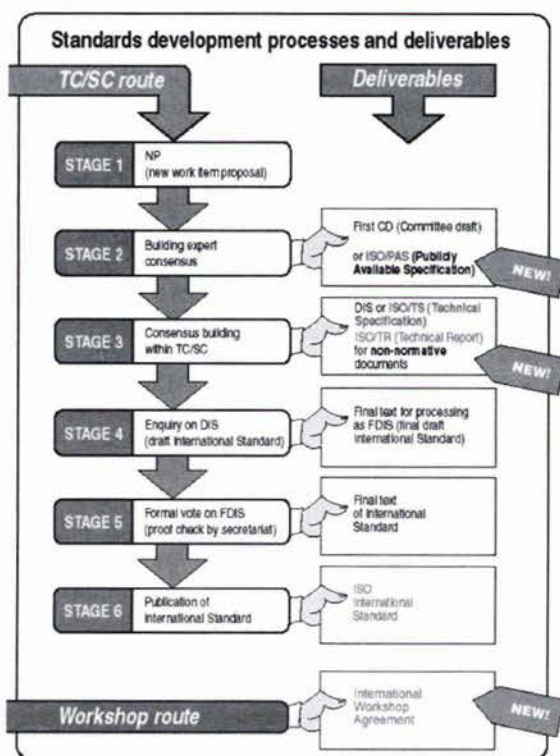 Standards development processes and deliverables
TC/SC route
Deliverables
STAGE 1
NP
(new work item proposal)
STAGE 2
Building expert
consensus
First CD (Committee draft)
or ISO/PAS (Publicly
Available Specification)
NEW!
STAGE 3
Consensus building
within TC/SC
DIS or ISO/TS (Technical
Specification)
ISO/TR (Technical Report)
for non-normative
documents
NEW!
STAGE 4
Enquiry on DIS
(draft International Standard)
Final text for processing
as FDIS (final draft
International Standard)
STAGE 5
Formal vote on FDIS
(proof check by secretariat)
Final text
of International
Standard
STAGE 6
Publication of
International Standard
ISO
International
Standard
Workshop route
International
Workshop
Agreement
NEW!